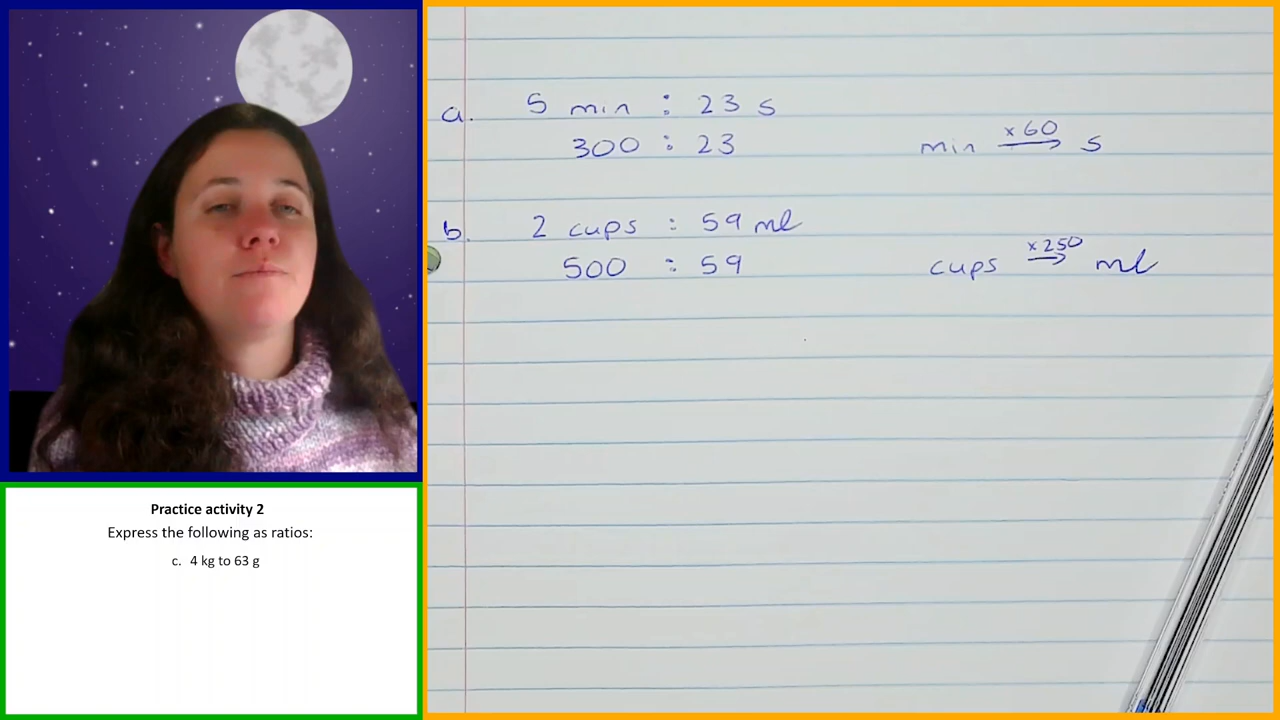 a. 5 min : 23 s
300 : 23
min ×60 → s
b. 2 cups : 59 ml
500 : 59
cups ×250 → ml
Practice activity 2
Express the following as ratios:
c. 4 kg to 63 g